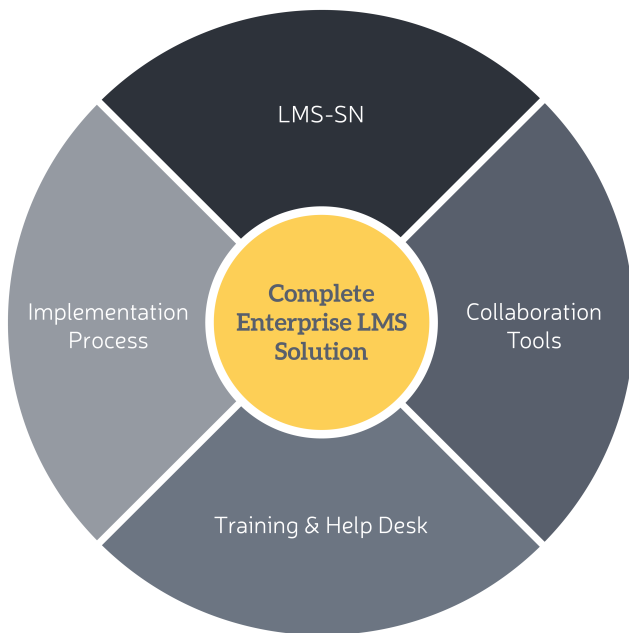 LMS-SN
Implementation
Process
Complete
Enterprise LMS
Solution
Collaboration
Tools
Training & Help Desk